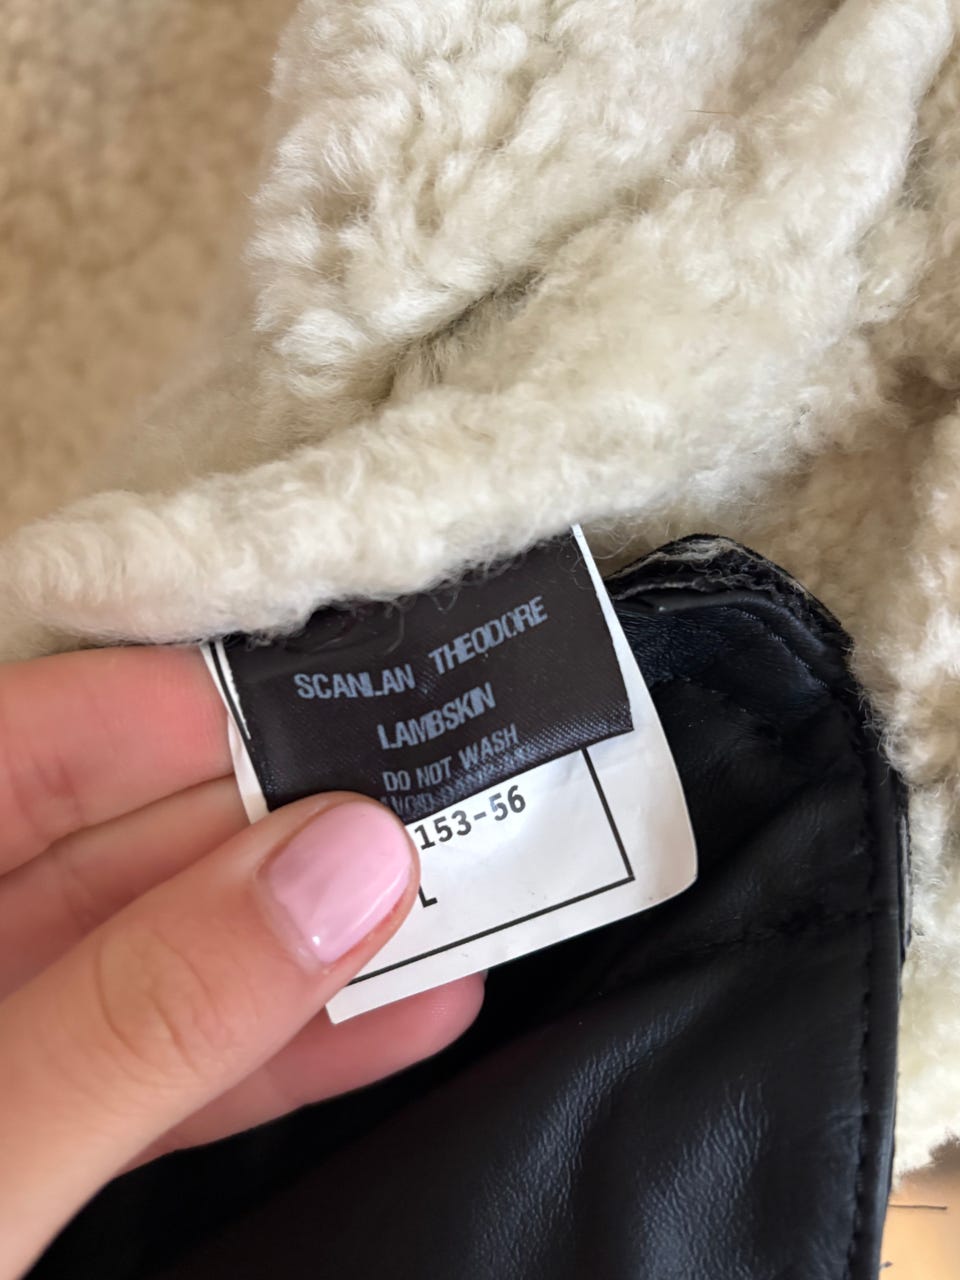 SCANLAN THEODORE
LAMBSKIN
DO NOT WASH
153-56
L